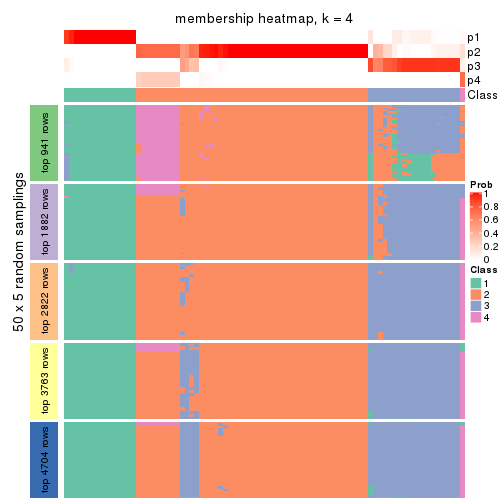 membership heatmap, k = 4
p1
p2
p3
p4
Class
50 x 5 random samplings
top 941 rows
top 1882 rows
top 2822 rows
top 3763 rows
top 4704 rows
Prob
1
0.8
0.6
0.4
0.2
0
Class
1
2
3
4